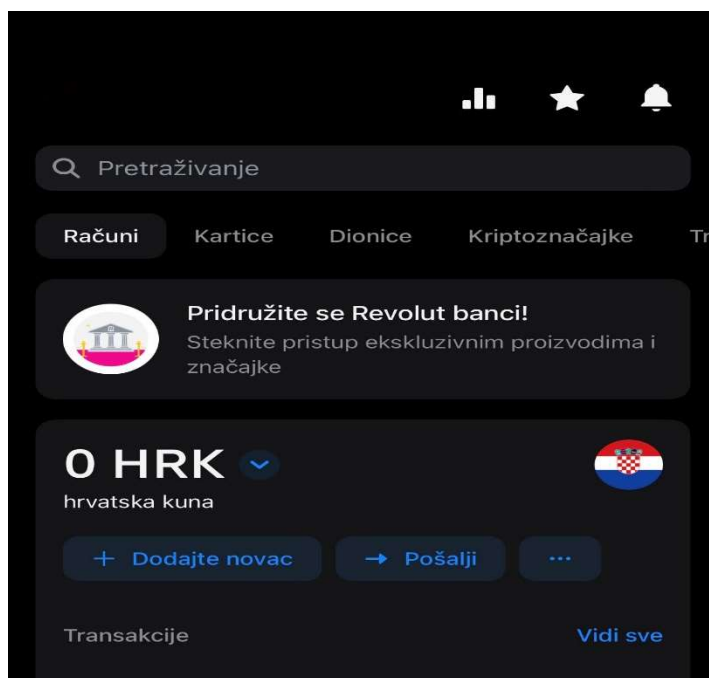 Pretraživanje
Računi Kartice Dionice Kriptoznačajke Tr
Pridružite se Revolut banci!
Steknite pristup ekskluzivnim proizvodima i
značajke
0 HRK
hrvatska kuna
+ Dodajte novac → Pošalji ...
Transakcije Vidi sve